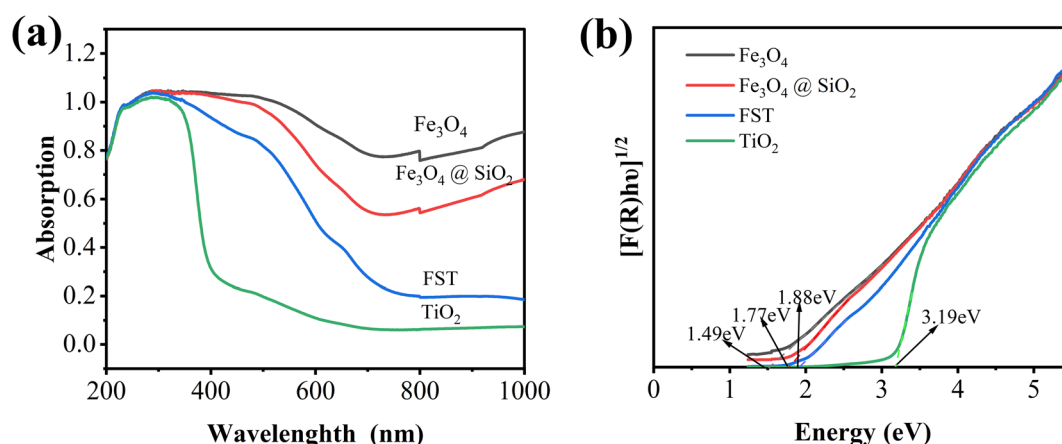 (a)
1.2
1.0
0.8
0.6
0.4
0.2
0.0
Absorption
Fe₃O₄
Fe₃O₄ @ SiO₂
FST
TiO₂
200 400 600 800 1000
Wavelenghth (nm)
(b)
[F(R)hυ]^1/2
Fe₃O₄
Fe₃O₄ @ SiO₂
FST
TiO₂
1.49eV
1.77eV
1.88eV
3.19eV
0 1 2 3 4 5
Energy (eV)